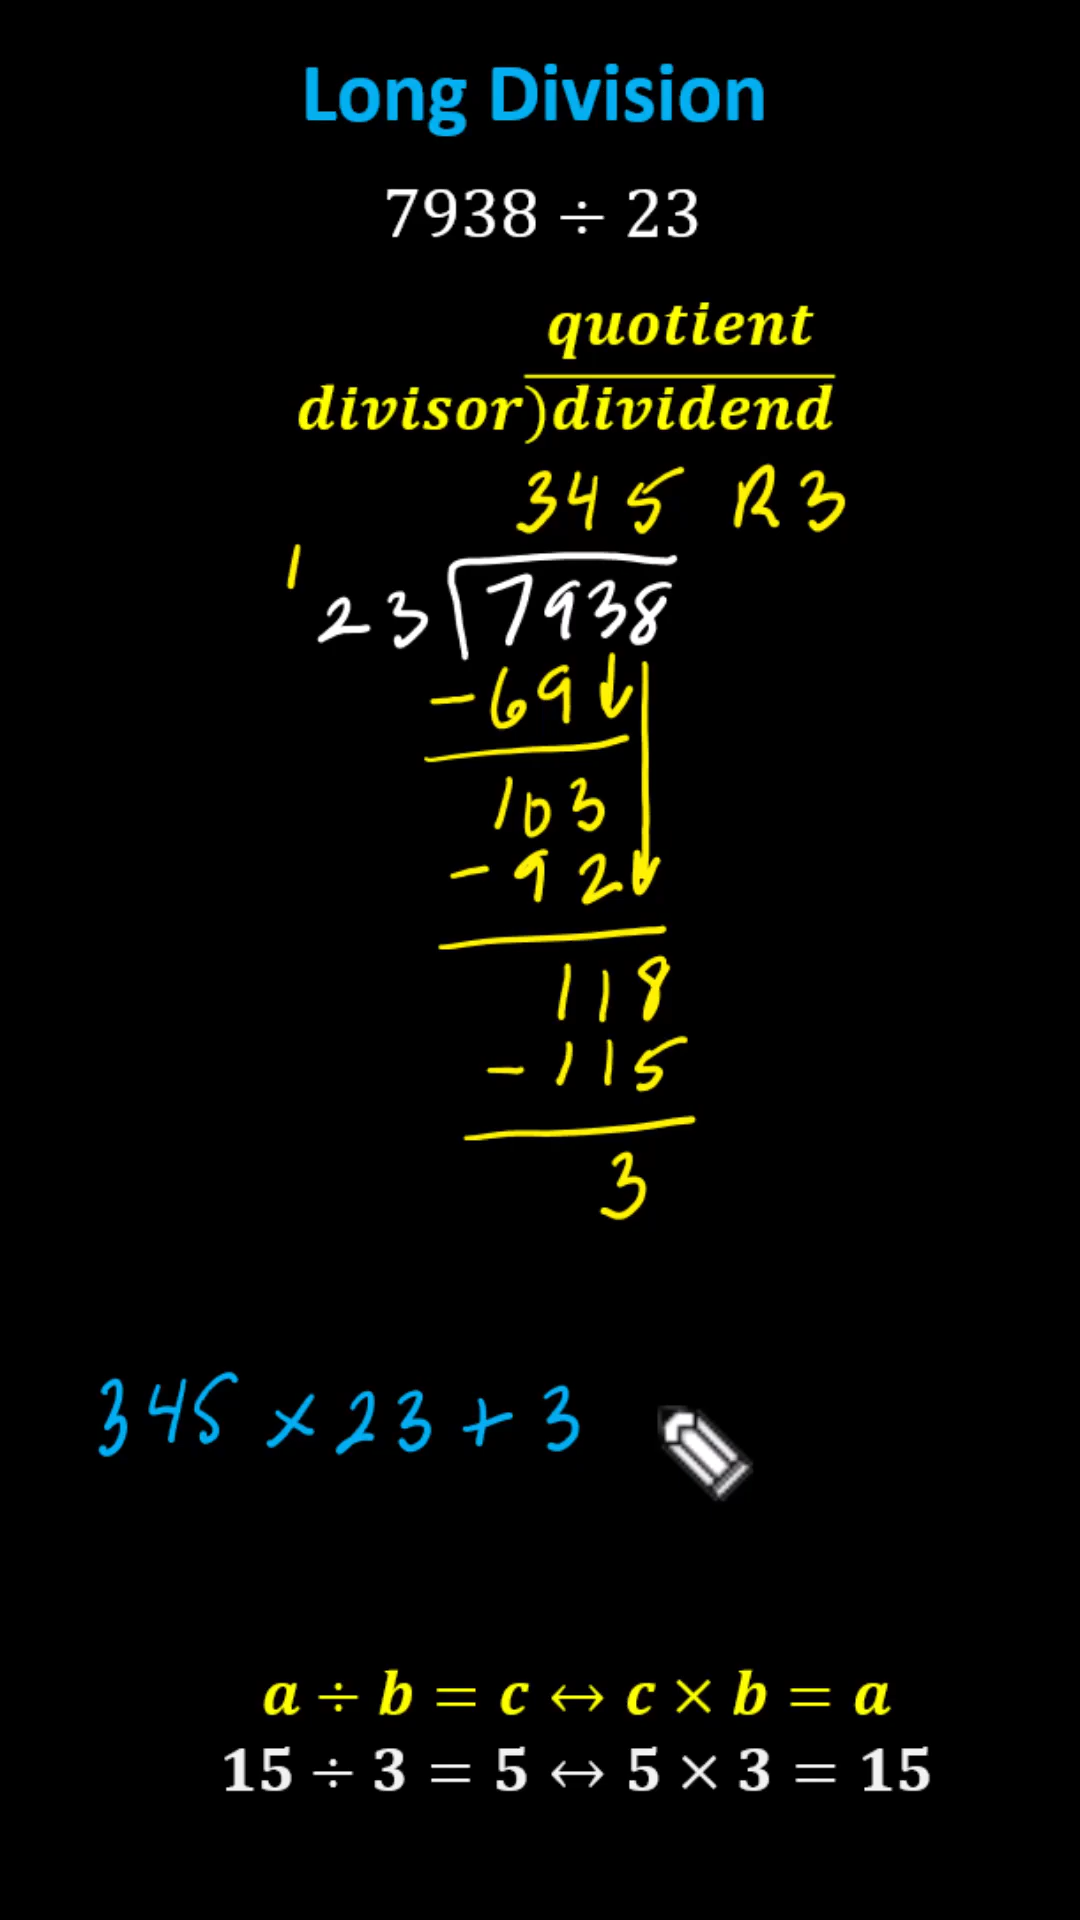 Long Division
7938 ÷ 23
quotient
divisor)dividend
345 R3
1
23 7938
-69
103
-92
118
-115
3
345 × 23 + 3
a ÷ b = c ↔ c × b = a
15 ÷ 3 = 5 ↔ 5 × 3 = 15